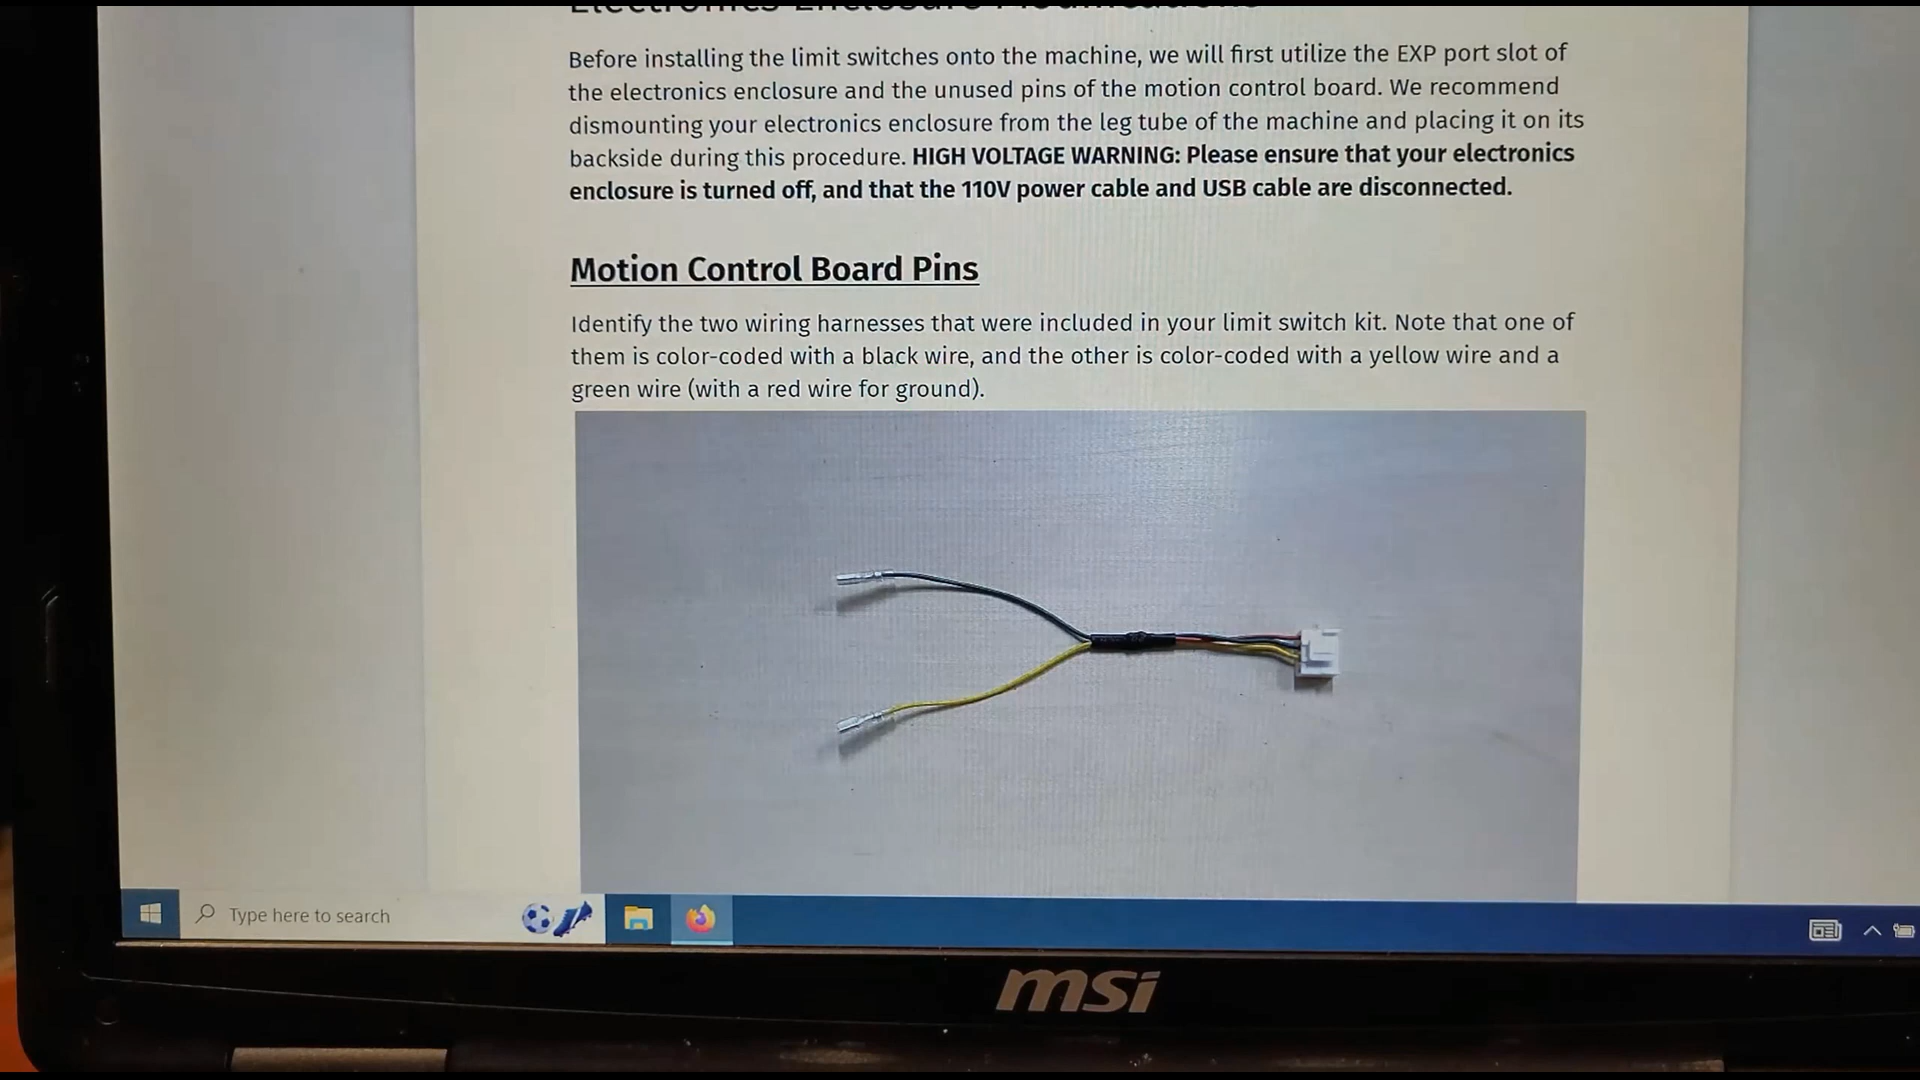 Electronics Enclosure Modifications
Before installing the limit switches onto the machine, we will first utilize the EXP port slot of
the electronics enclosure and the unused pins of the motion control board. We recommend
dismounting your electronics enclosure from the leg tube of the machine and placing it on its
backside during this procedure. HIGH VOLTAGE WARNING: Please ensure that your electronics
enclosure is turned off, and that the 110V power cable and USB cable are disconnected.
Motion Control Board Pins
Identify the two wiring harnesses that were included in your limit switch kit. Note that one of
them is color-coded with a black wire, and the other is color-coded with a yellow wire and a
green wire (with a red wire for ground).
Type here to search
msi